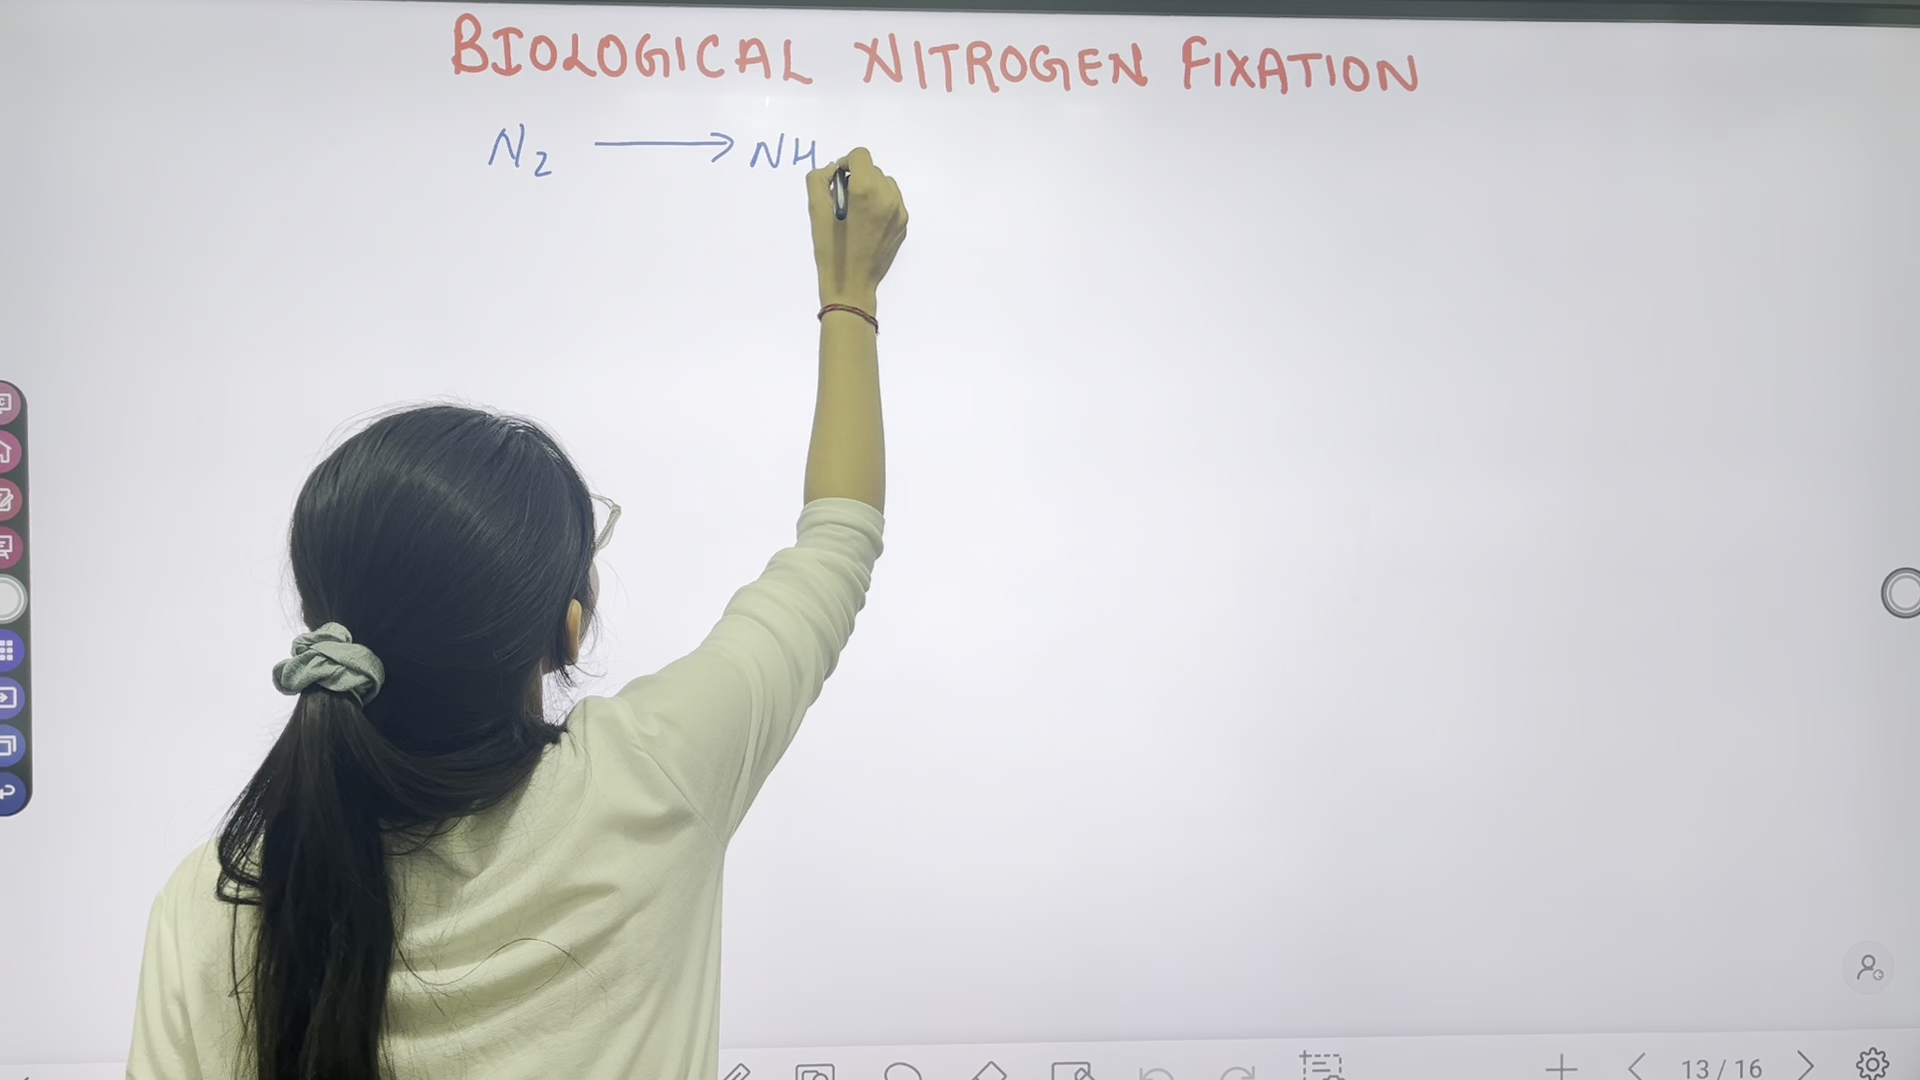 BIOLOGICAL NITROGEN FIXATION
N₂ ⟶ NH
13/16